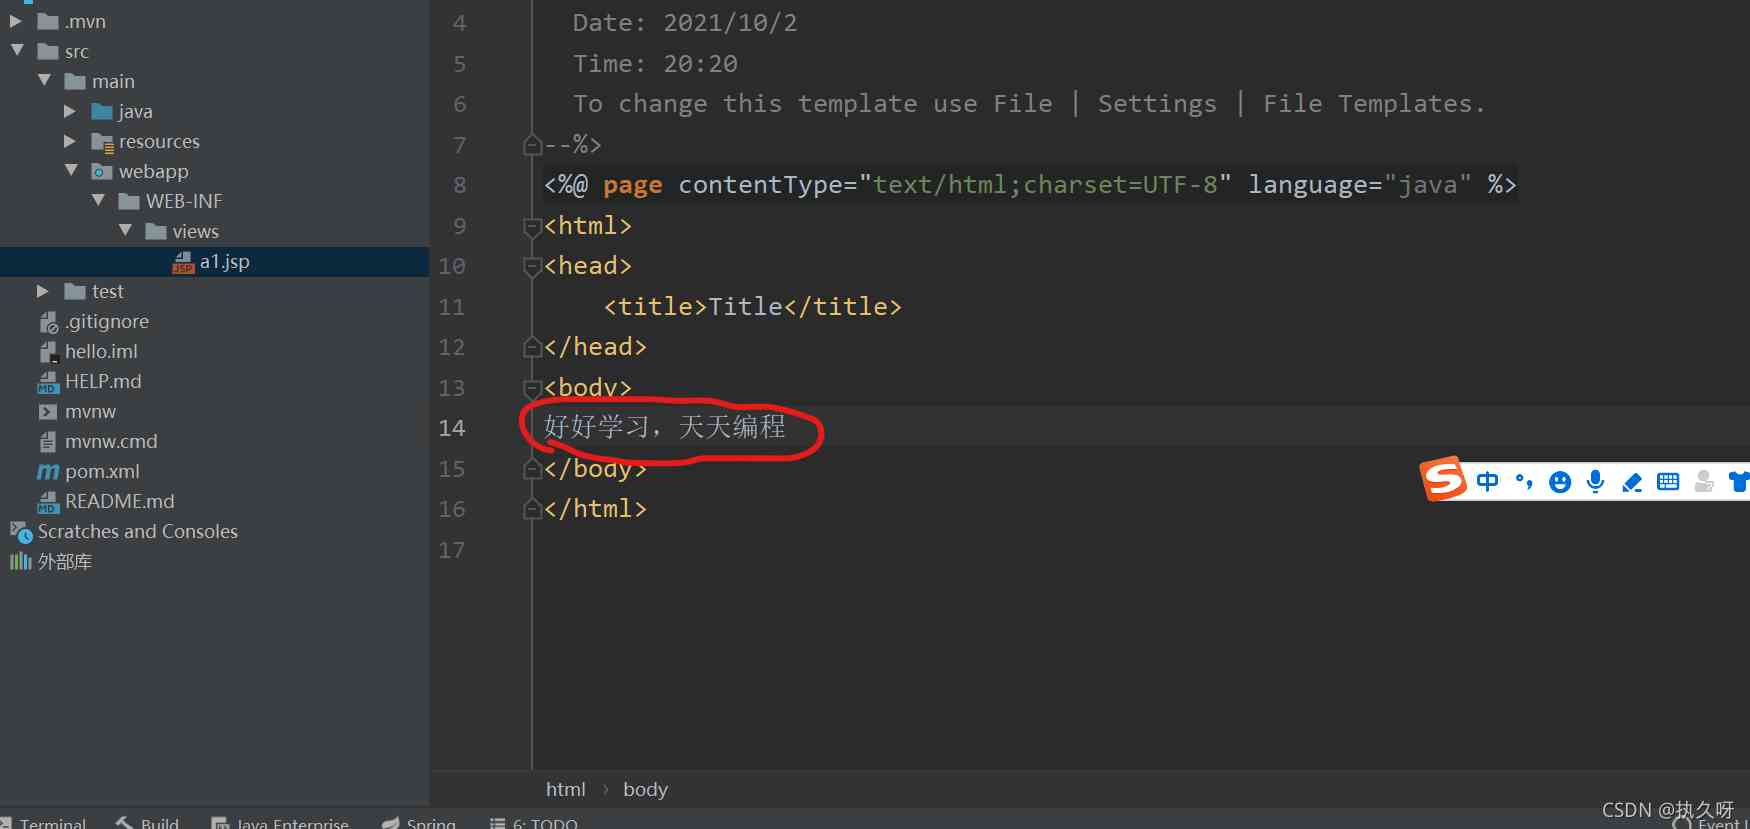 .mvn
src
main
java
resources
webapp
WEB-INF
views
a1.jsp
test
.gitignore
hello.iml
HELP.md
mvnw
mvnw.cmd
pom.xml
README.md
Scratches and Consoles
外部库
4 Date: 2021/10/2
5 Time: 20:20
6 To change this template use File | Settings | File Templates.
7 --%>
8 <%@ page contentType="text/html;charset=UTF-8" language="java" %>
9 <html>
10 <head>
11 <title>Title</title>
12 </head>
13 <body>
14 好好学习，天天编程
15 </body>
16 </html>
17
中
html › body
Terminal Build Java Enterprise Spring 6: TODO Event
CSDN @执久呀